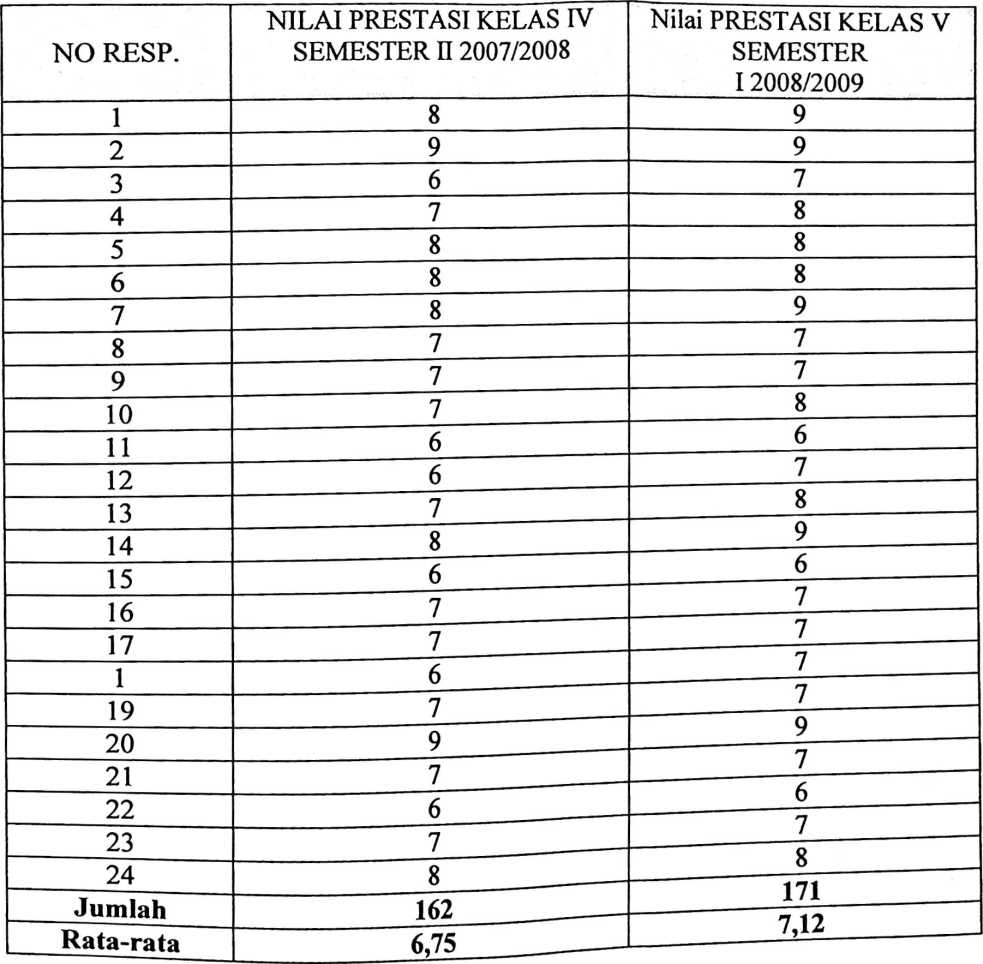 NO RESP. NILAI PRESTASI KELAS IV SEMESTER II 2007/2008 Nilai PRESTASI KELAS V SEMESTER I 2008/2009
1 8 9
2 9 9
3 6 7
4 7 8
5 8 8
6 8 8
7 8 9
8 7 7
9 7 7
10 7 8
11 6 6
12 6 7
13 7 8
14 8 9
15 6 6
16 7 7
17 7 7
1 6 7
19 7 7
20 9 9
21 7 7
22 6 6
23 7 7
24 8 8
Jumlah 162 171
Rata-rata 6,75 7,12